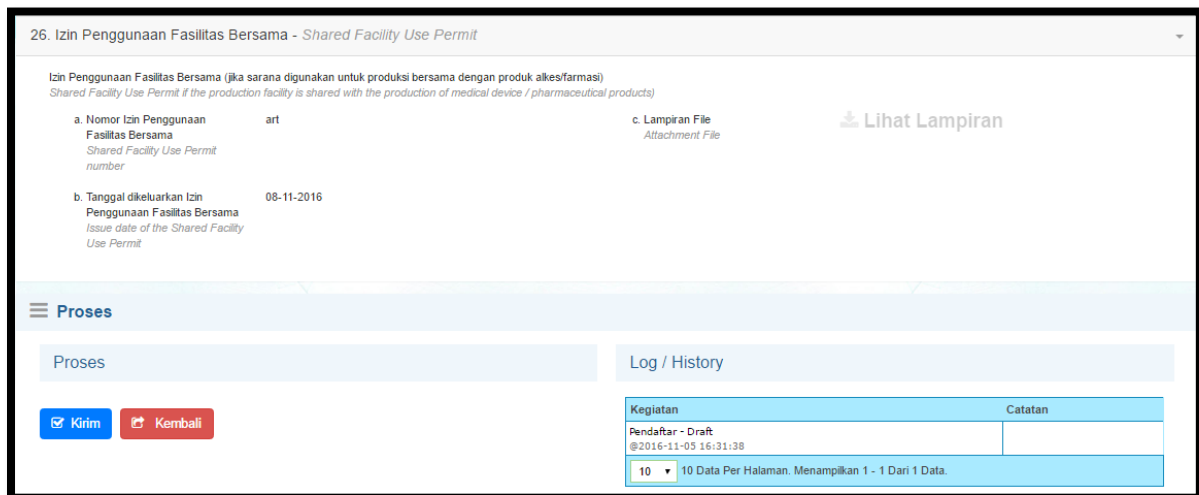 26. Izin Penggunaan Fasilitas Bersama - Shared Facility Use Permit
Izin Penggunaan Fasilitas Bersama (jika sarana digunakan untuk produksi bersama dengan produk alkes/farmasi)
Shared Facility Use Permit if the production facility is shared with the production of medical device / pharmaceutical products)
a. Nomor Izin Penggunaan
Fasilitas Bersama
Shared Facility Use Permit
number
art
c. Lampiran File
Attachment File
Lihat Lampiran
b. Tanggal dikeluarkan Izin
Penggunaan Fasilitas Bersama
Issue date of the Shared Facility
Use Permit
08-11-2016
Proses
Proses
Kirim
Kembali
Log / History
Kegiatan Catatan
Pendaftar - Draft
@2016-11-05 16:31:38
10 10 Data Per Halaman. Menampilkan 1 - 1 Dari 1 Data.